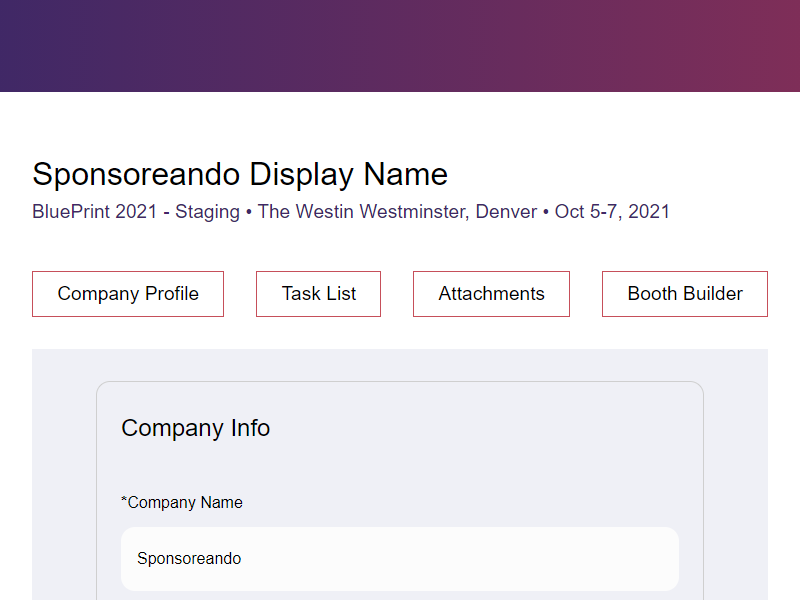 Sponsoreando Display Name
BluePrint 2021 - Staging • The Westin Westminster, Denver • Oct 5-7, 2021
Company Profile
Task List
Attachments
Booth Builder
Company Info
*Company Name
Sponsoreando